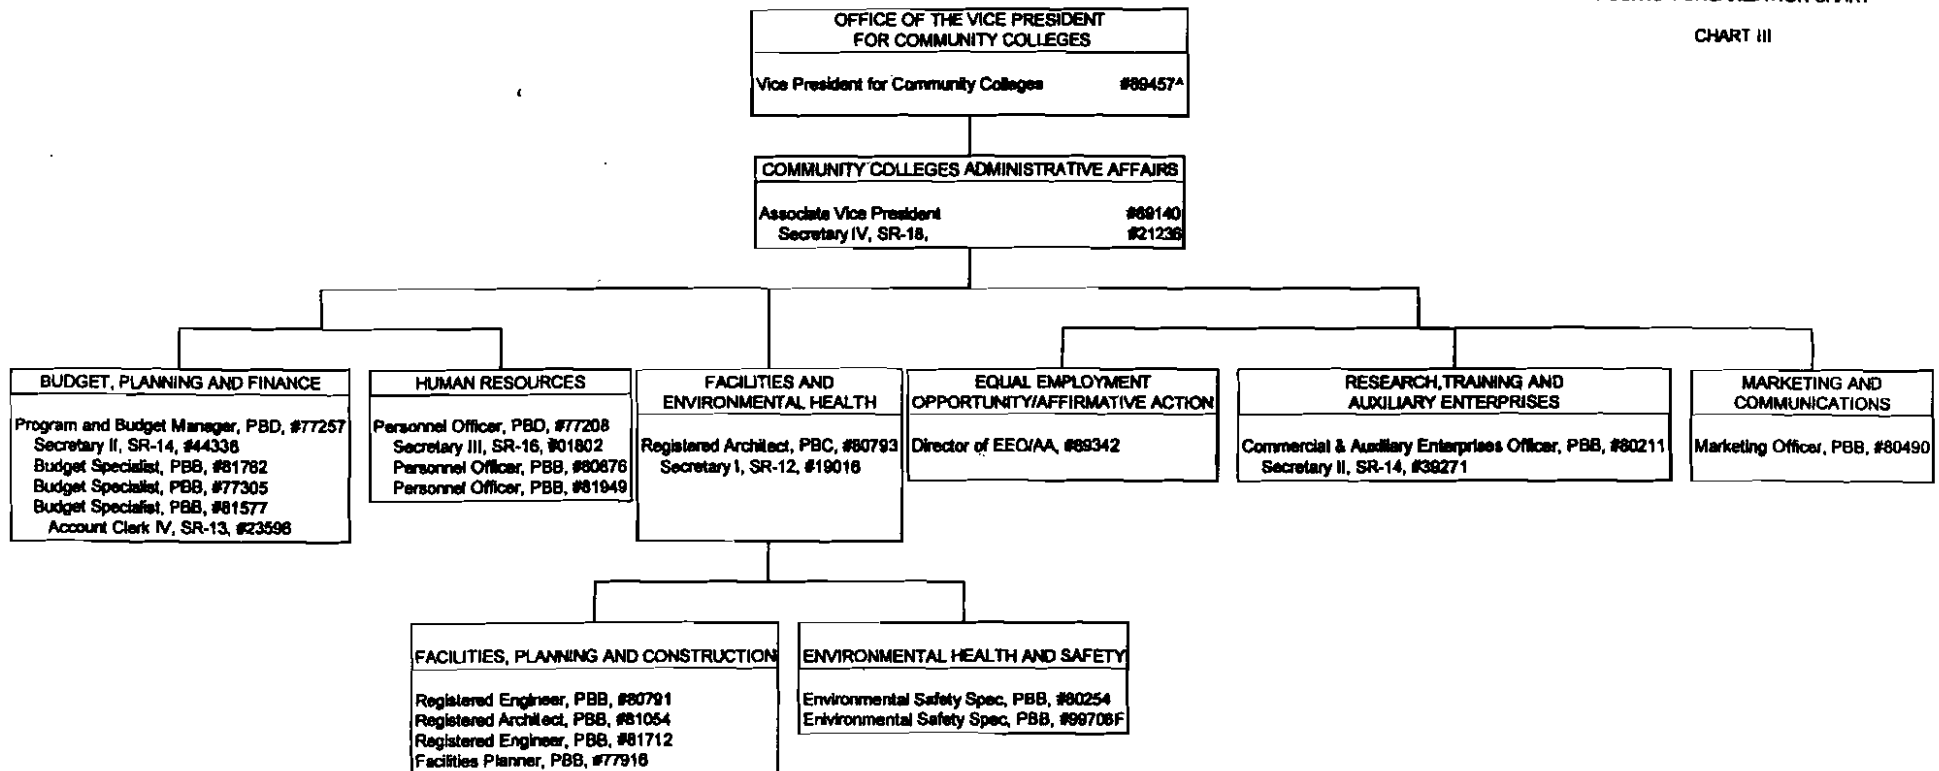 CHART III
OFFICE OF THE VICE PRESIDENT
FOR COMMUNITY COLLEGES
Vice President for Community Colleges #89457^
COMMUNITY COLLEGES ADMINISTRATIVE AFFAIRS
Associate Vice President #89140
Secretary IV, SR-18, #21236
BUDGET, PLANNING AND FINANCE
Program and Budget Manager, PBD, #77257
Secretary II, SR-14, #44336
Budget Specialist, PBB, #81762
Budget Specialist, PBB, #77305
Budget Specialist, PBB, #81577
Account Clerk IV, SR-13, #23596
HUMAN RESOURCES
Personnel Officer, PBD, #77208
Secretary III, SR-16, #01802
Personnel Officer, PBB, #80876
Personnel Officer, PBB, #81949
FACILITIES AND
ENVIRONMENTAL HEALTH
Registered Architect, PBC, #80793
Secretary I, SR-12, #19016
EQUAL EMPLOYMENT
OPPORTUNITY/AFFIRMATIVE ACTION
Director of EEO/AA, #89342
RESEARCH, TRAINING AND
AUXILIARY ENTERPRISES
Commercial & Auxiliary Enterprises Officer, PBB, #80211
Secretary II, SR-14, #39271
MARKETING AND
COMMUNICATIONS
Marketing Officer, PBB, #80490
FACILITIES, PLANNING AND CONSTRUCTION
Registered Engineer, PBB, #80791
Registered Architect, PBB, #81054
Registered Engineer, PBB, #81712
Facilities Planner, PBB, #77916
ENVIRONMENTAL HEALTH AND SAFETY
Environmental Safety Spec, PBB, #80254
Enivironmental Safety Spec, PBB, #99708F